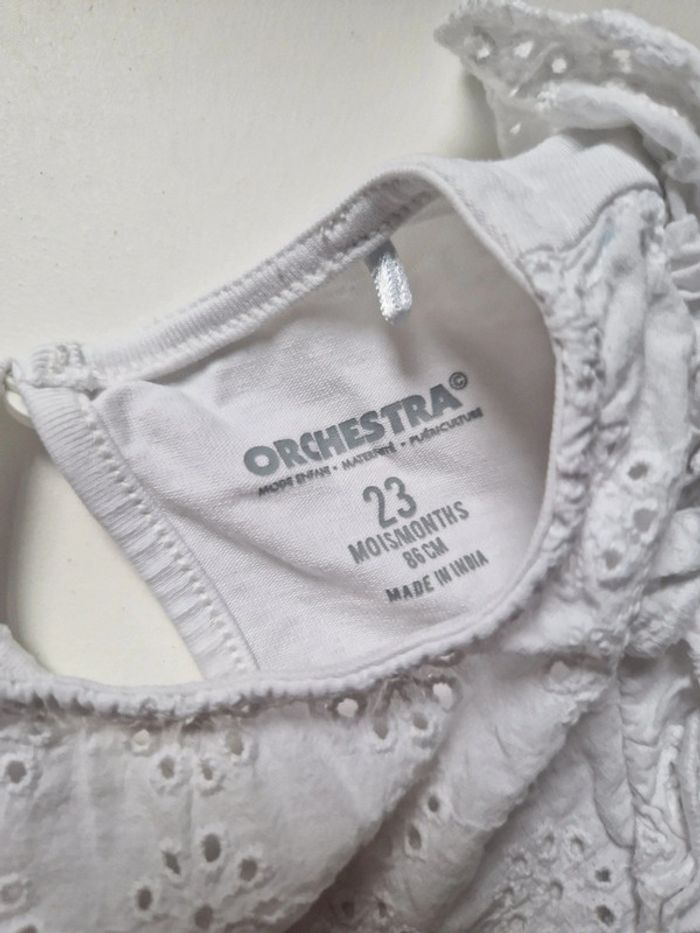 ORCHESTRA©
MODE ENFANT • MATERNITÉ • PUÉRICULTURE
23
MOIS/MONTHS
86 CM
MADE IN INDIA